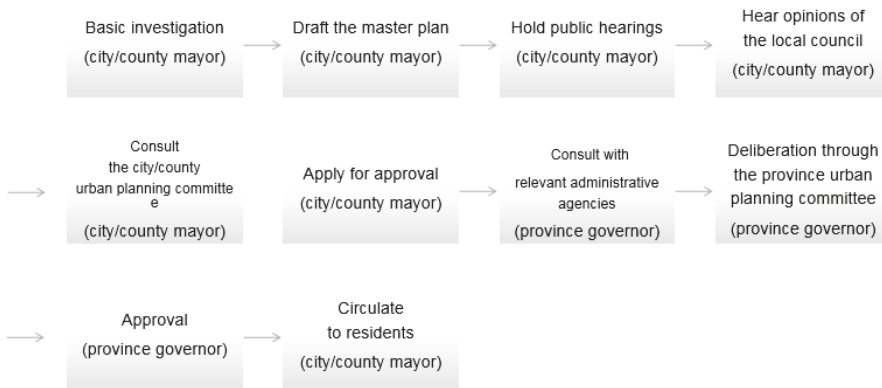 Basic investigation
(city/county mayor)
Draft the master plan
(city/county mayor)
Hold public hearings
(city/county mayor)
Hear opinions of
the local council
(city/county mayor)
Consult
the city/county
urban planning committe
e
(city/county mayor)
Apply for approval
(city/county mayor)
Consult with
relevant administrative
agencies
(province governor)
Deliberation through
the province urban
planning committee
(province governor)
Approval
(province governor)
Circulate
to residents
(city/county mayor)